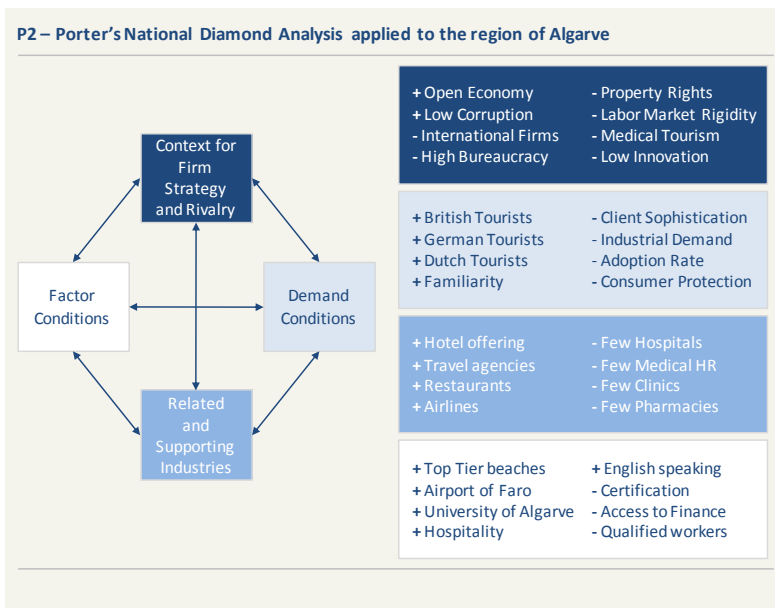 P2 – Porter's National Diamond Analysis applied to the region of Algarve
Context for
Firm
Strategy
and Rivalry
Factor
Conditions
Demand
Conditions
Related
and
Supporting
Industries
+ Open Economy
+ Low Corruption
- International Firms
- High Bureaucracy
- Property Rights
- Labor Market Rigidity
- Medical Tourism
- Low Innovation
+ British Tourists
+ German Tourists
+ Dutch Tourists
+ Familiarity
- Client Sophistication
- Industrial Demand
- Adoption Rate
- Consumer Protection
+ Hotel offering
+ Travel agencies
+ Restaurants
+ Airlines
- Few Hospitals
- Few Medical HR
- Few Clinics
- Few Pharmacies
+ Top Tier beaches
+ Airport of Faro
+ University of Algarve
+ Hospitality
+ English speaking
- Certification
- Access to Finance
- Qualified workers